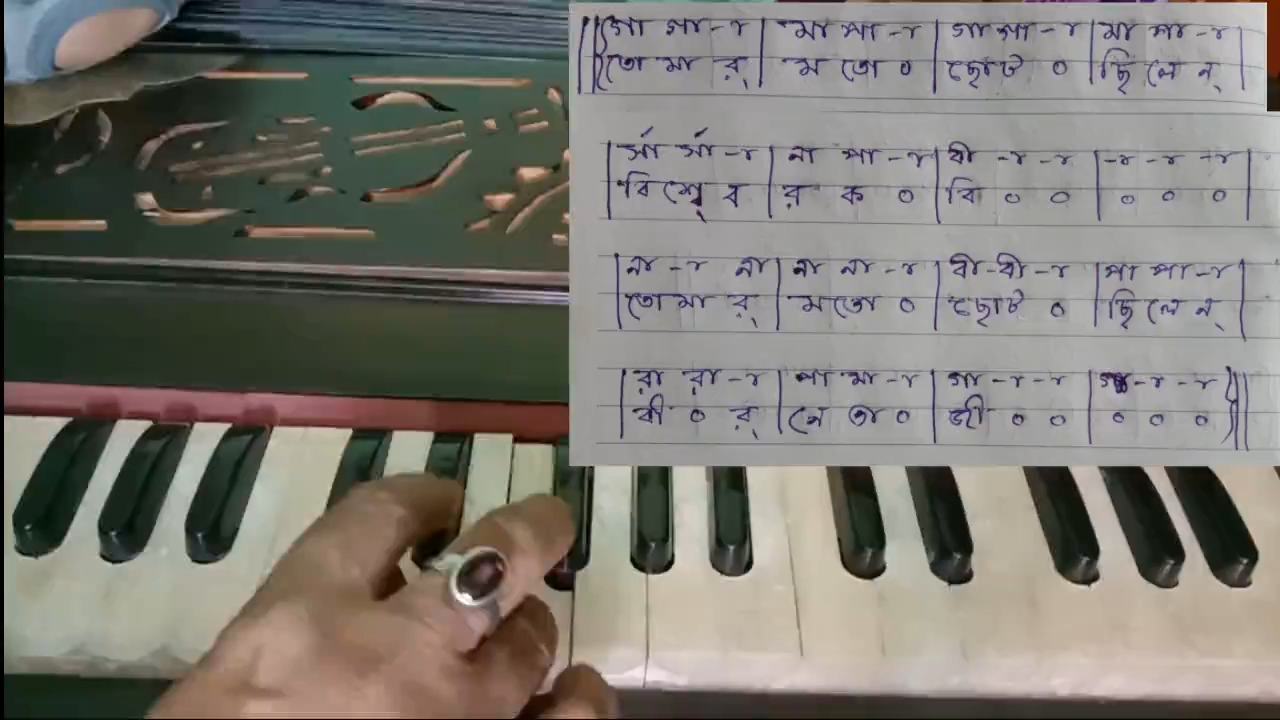 ||{গা গা -া | মা পা -া | গা গা -া | মা পা -া |
{তো মা র্ | ম তো ০ | ছোট ০ | ছি লে ন্ |
| র্সা র্সা -া | না পা -া | ধী -া -া | -া -া -া |
| বি শ্বে ব | র্ ক ০ | বি ০ ০ | ০ ০ ০ |
| না -া না | না না -া | ধী -ধী -া | পা পা -া |
| তো মা র্ | ম তো ০ | ছোট ০ | ছি লে ন্ |
| রা রা -া | পা মা -া | গা -া -া | -া -া }||
| বী ০ র্ | নে তা ০ | জী ০ ০ | ০ ০ ০ }||